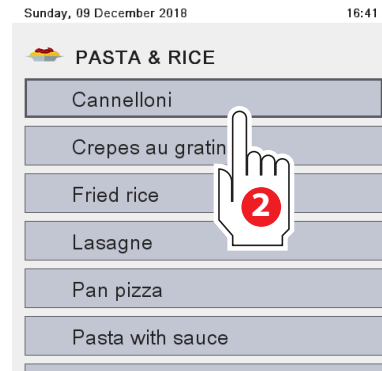 Sunday, 09 December 2018 16:41
PASTA & RICE
Cannelloni
Crepes au gratin
Fried rice
2
Lasagne
Pan pizza
Pasta with sauce